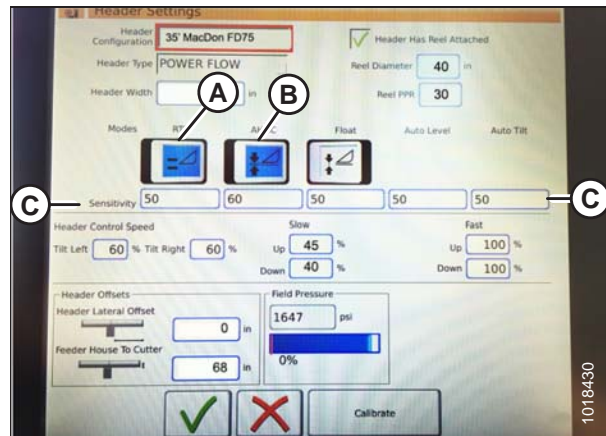 Header Settings
Header Configuration 35' MacDon FD75 Header Has Reel Attached
Header Type POWER FLOW Reel Diameter 40 in
Header Width in Reel PPR 30
A B
Modes Float Auto Level Auto Tilt
C Sensitivity 50 60 50 50 50 C
Header Control Speed Slow Fast
Tilt Left 60 % Tilt Right 60 % Up 45 % Up 100 %
Down 40 % Down 100 %
Header Offsets Field Pressure
Header Lateral Offset 1647 psi
0 in
Feeder House To Cutter 0%
68 in
Calibrate
1018430